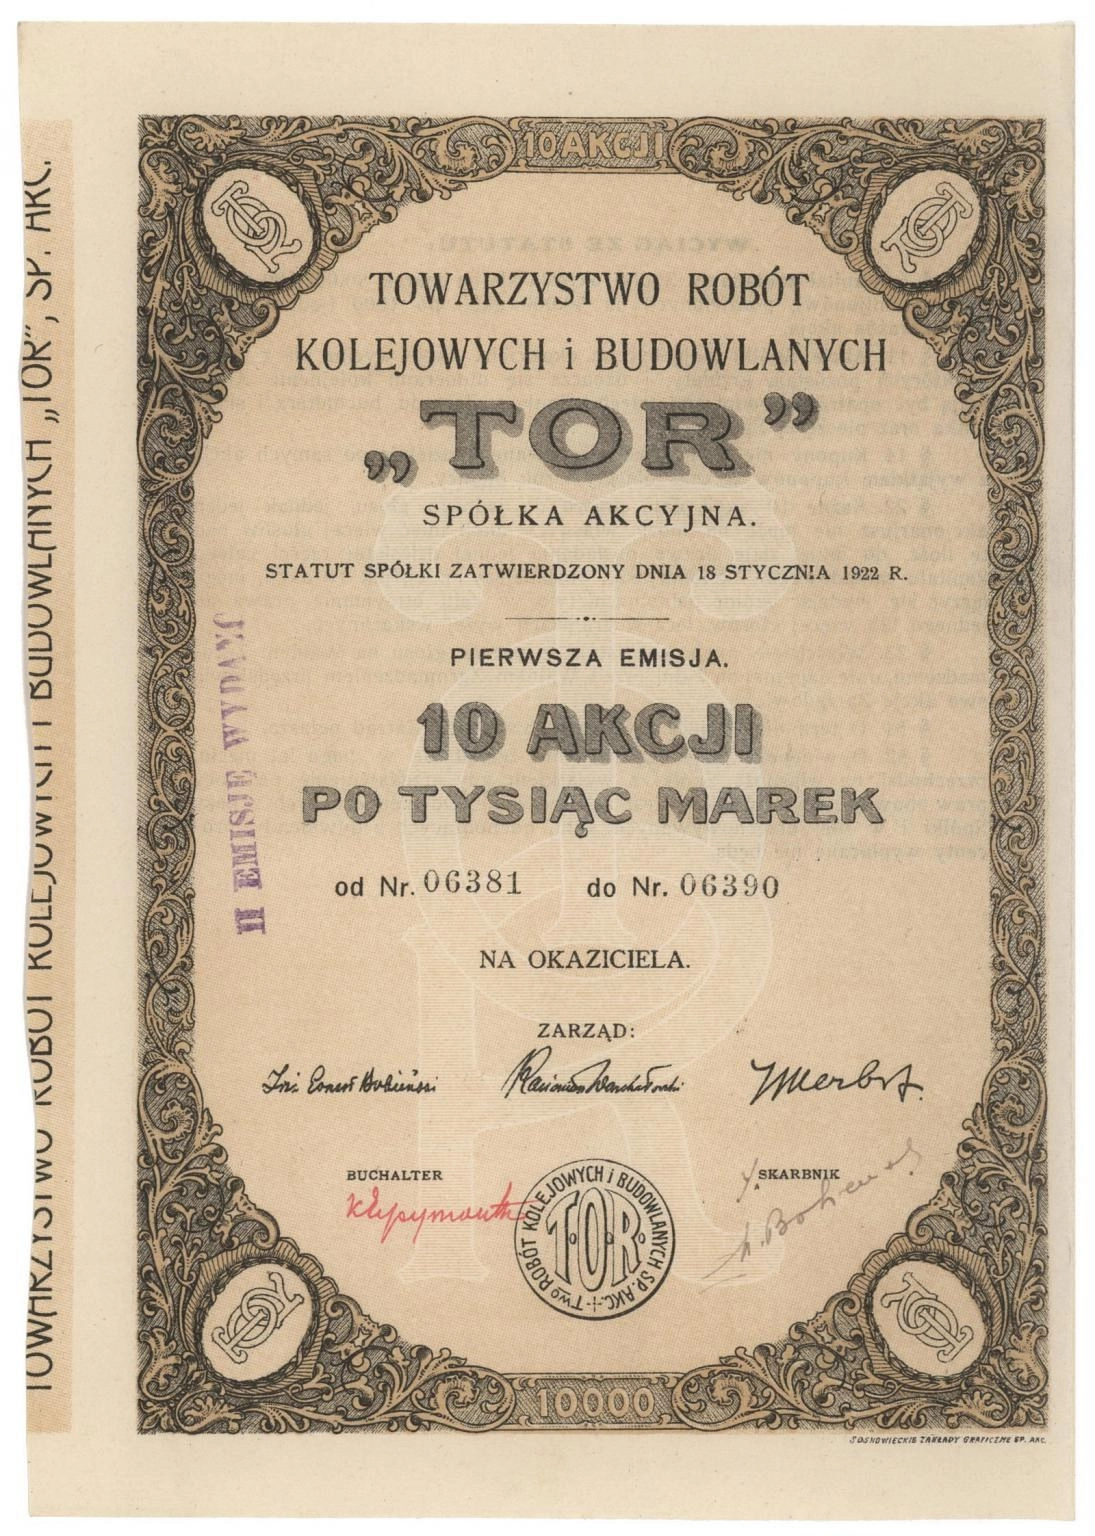 10 AKCJI
TOWARZYSTWO ROBÓT
KOLEJOWYCH i BUDOWLANYCH
„TOR”
SPÓŁKA AKCYJNA.
STATUT SPÓŁKI ZATWIERDZONY DNIA 18 STYCZNIA 1922 R.
PIERWSZA EMISJA.
10 AKCJI
PO TYSIĄC MAREK
od Nr. 06381 do Nr. 06390
NA OKAZICIELA.
ZARZĄD:
BUCHALTER
SKARBNIK
TWO ROBÓT KOLEJOWYCH i BUDOWLANYCH SP. AKC.
T.O.R.
10000
SOSNOWIECKIE ZAKŁADY GRAFICZNE SP. AKC.
II EMISJĘ WYDANO
TOWARZYSTWO ROBÓT KOLEJOWYCH I BUDOWLANYCH „TOR”, SP. AKC.